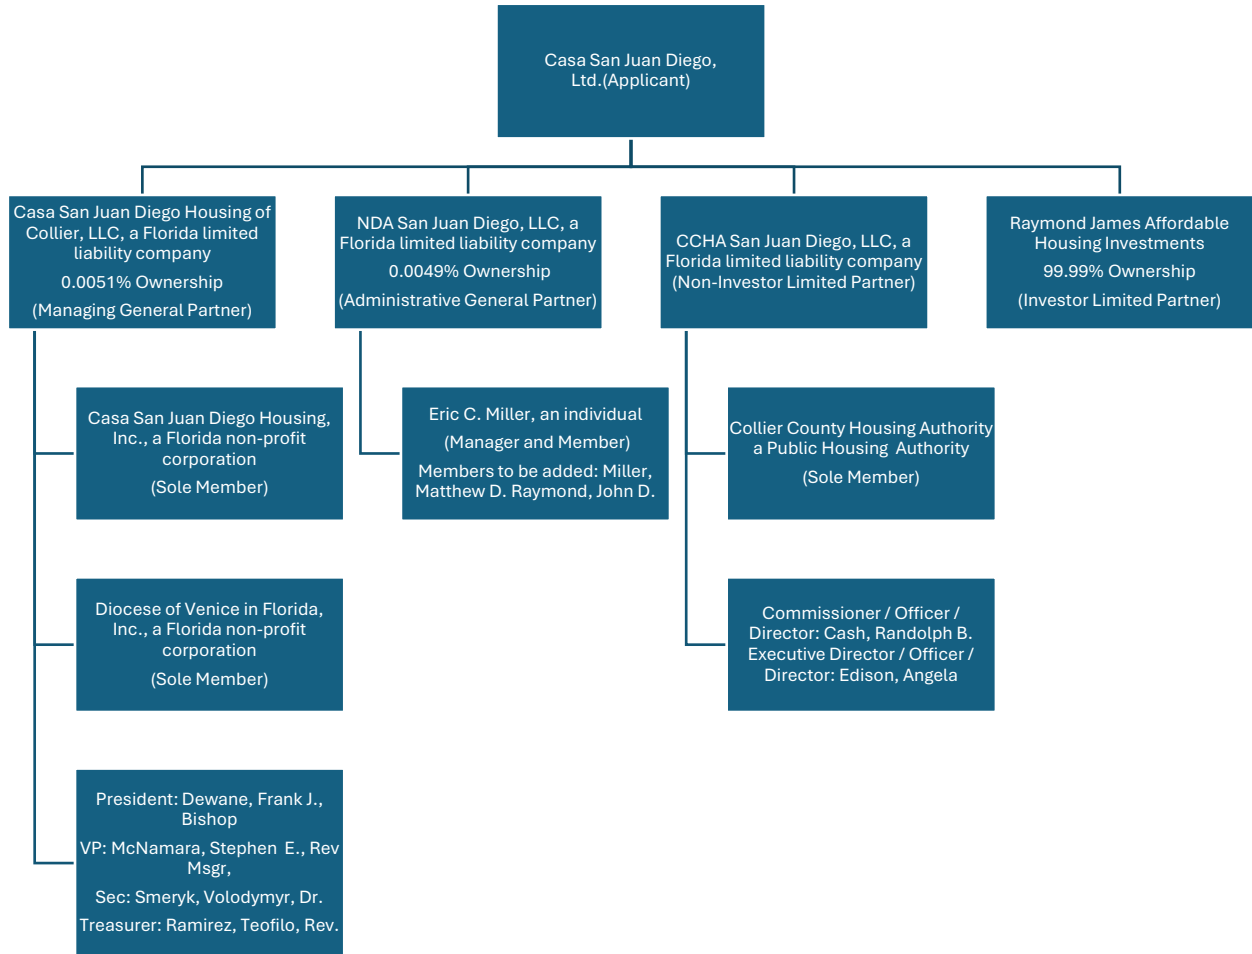 Casa San Juan Diego,
Ltd.(Applicant)
Casa San Juan Diego Housing of
Collier, LLC, a Florida limited
liability company
0.0051% Ownership
(Managing General Partner)
NDA San Juan Diego, LLC, a
Florida limited liability company
0.0049% Ownership
(Administrative General Partner)
CCHA San Juan Diego, LLC, a
Florida limited liability company
(Non-Investor Limited Partner)
Raymond James Affordable
Housing Investments
99.99% Ownership
(Investor Limited Partner)
Casa San Juan Diego Housing,
Inc., a Florida non-profit
corporation
(Sole Member)
Eric C. Miller, an individual
(Manager and Member)
Members to be added: Miller,
Matthew D. Raymond, John D.
Collier County Housing Authority
a Public Housing Authority
(Sole Member)
Diocese of Venice in Florida,
Inc., a Florida non-profit
corporation
(Sole Member)
Commissioner / Officer /
Director: Cash, Randolph B.
Executive Director / Officer /
Director: Edison, Angela
President: Dewane, Frank J.,
Bishop
VP: McNamara, Stephen E., Rev
Msgr,
Sec: Smeryk, Volodymyr, Dr.
Treasurer: Ramirez, Teofilo, Rev.